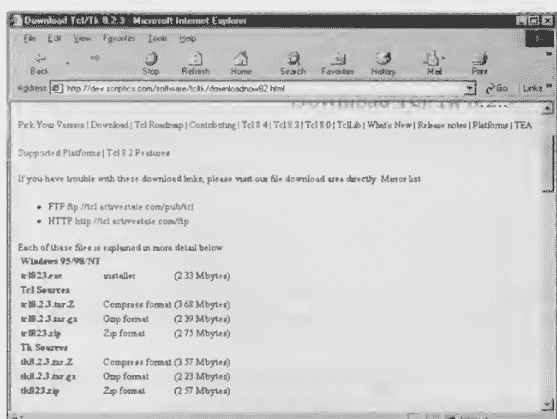 Download Tcl/Tk 8.2.3 - Microsoft Internet Explorer
File Edit View Favorites Tools Help
Back Stop Refresh Home Search Favorites History Mail Print
Address http://dev.scriptics.com/software/tcltk/downloadnow82.html Go Links
Pick Your Version | Download | Tcl Roadmap | Contributing | Tcl 8.4 | Tcl 8.3 | Tcl 8.0 | TclLib | What's New | Release notes | Platforms | TEA
Supported Platforms | Tcl 8.2 Features
If you have trouble with these download links, please visit our file download area directly. Mirror list
• FTP ftp://tcl.activestate.com/pub/tcl
• HTTP http://tcl.activestate.com/ftp
Each of these files is explained in more detail below
Windows 95/98/NT
tcl823.exe installer (2.33 Mbytes)
Tcl Sources
tcl8.2.3.tar.Z Compress format (3.68 Mbytes)
tcl8.2.3.tar.gz Gzip format (2.39 Mbytes)
tcl823.zip Zip format (2.75 Mbytes)
Tk Sources
tk8.2.3.tar.Z Compress format (3.57 Mbytes)
tk8.2.3.tar.gz Gzip format (2.23 Mbytes)
tk823.zip Zip format (2.57 Mbytes)